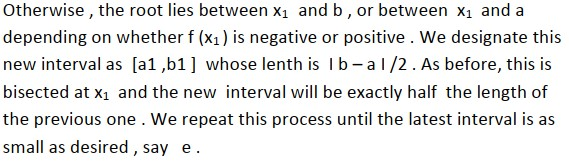 Otherwise , the root lies between x₁ and b , or between x₁ and a
depending on whether f (x₁) is negative or positive . We designate this
new interval as [a1 ,b1 ] whose lenth is I b – a I /2 . As before, this is
bisected at x₁ and the new interval will be exactly half the length of
the previous one . We repeat this process until the latest interval is as
small as desired , say e .